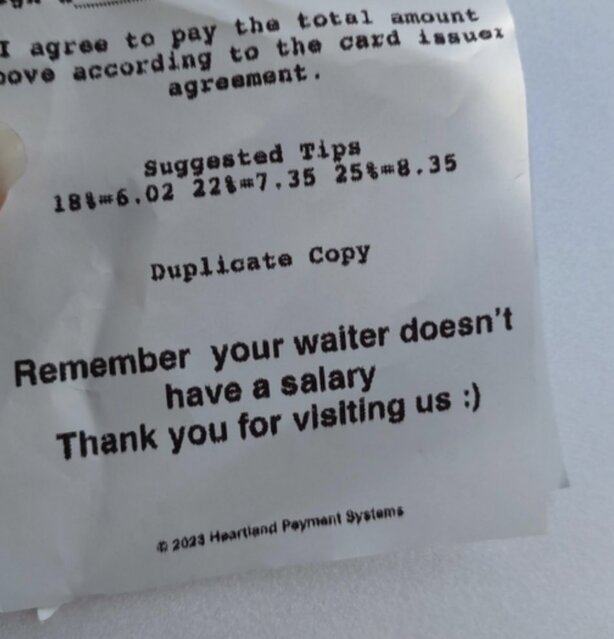 I agree to pay the total amount
according to the card issuer
agreement.
Suggested Tips
18%=6.02 22%=7.35 25%=8.35
Duplicate Copy
Remember your waiter doesn't
have a salary
Thank you for visiting us :)
© 2023 Heartland Payment Systems